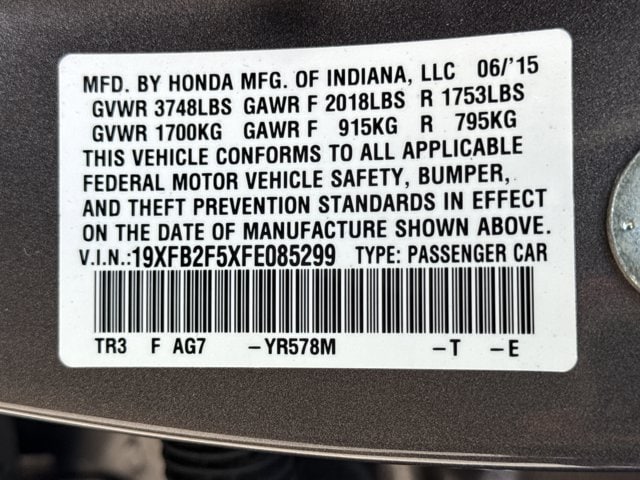 MFD. BY HONDA MFG. OF INDIANA, LLC 06/'15
GVWR 3748LBS GAWR F 2018LBS R 1753LBS
GVWR 1700KG GAWR F 915KG R 795KG
THIS VEHICLE CONFORMS TO ALL APPLICABLE
FEDERAL MOTOR VEHICLE SAFETY, BUMPER,
AND THEFT PREVENTION STANDARDS IN EFFECT
ON THE DATE OF MANUFACTURE SHOWN ABOVE.
V.I.N.:19XFB2F5XFE085299 TYPE: PASSENGER CAR
TR3 F AG7 –YR578M –T –E